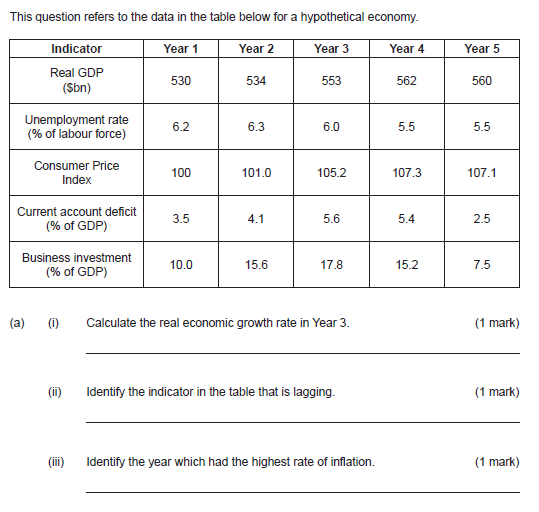 This question refers to the data in the table below for a hypothetical economy.
Indicator Year 1 Year 2 Year 3 Year 4 Year 5
Real GDP
($bn) 530 534 553 562 560
Unemployment rate
(% of labour force) 6.2 6.3 6.0 5.5 5.5
Consumer Price
Index 100 101.0 105.2 107.3 107.1
Current account deficit
(% of GDP) 3.5 4.1 5.6 5.4 2.5
Business investment
(% of GDP) 10.0 15.6 17.8 15.2 7.5
(a) (i) Calculate the real economic growth rate in Year 3. (1 mark)
(ii) Identify the indicator in the table that is lagging. (1 mark)
(iii) Identify the year which had the highest rate of inflation. (1 mark)